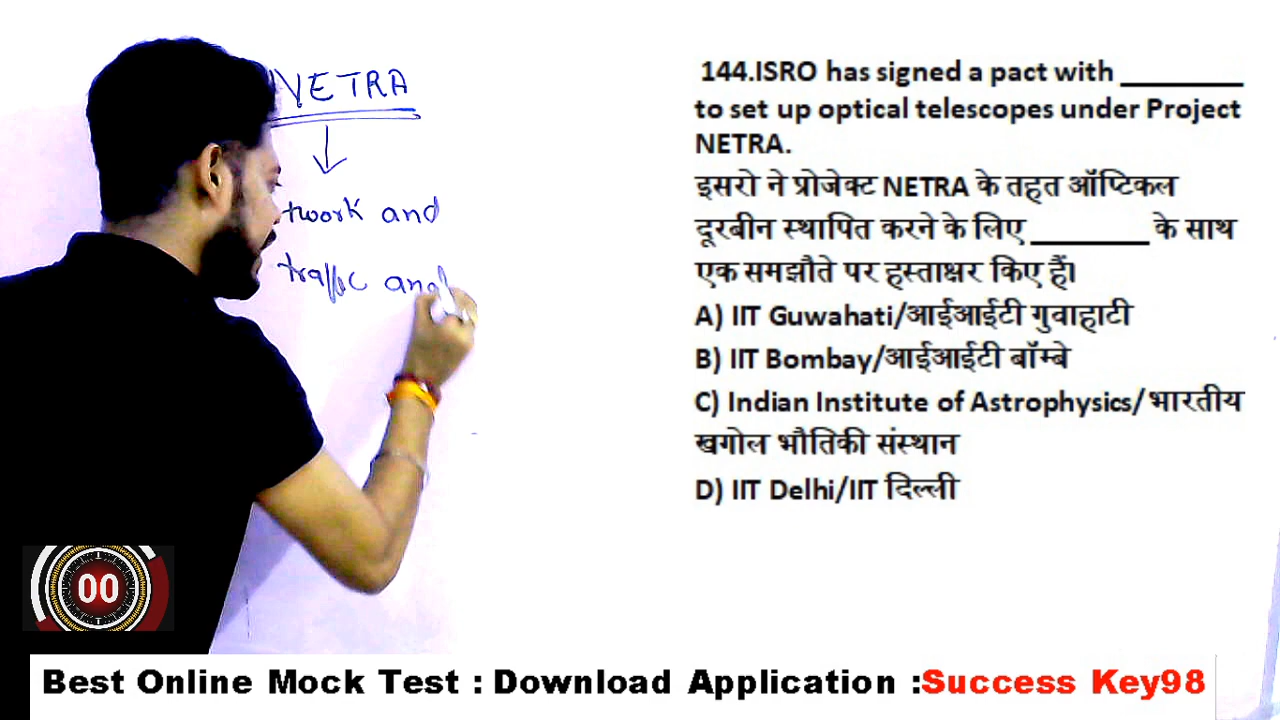 NETRA
twork and
traffic
144.ISRO has signed a pact with ________
to set up optical telescopes under Project
NETRA.
इसरो ने प्रोजेक्ट NETRA के तहत ऑप्टिकल
दूरबीन स्थापित करने के लिए ________ के साथ
एक समझौते पर हस्ताक्षर किए हैं।
A) IIT Guwahati/आईआईटी गुवाहाटी
B) IIT Bombay/आईआईटी बॉम्बे
C) Indian Institute of Astrophysics/भारतीय
खगोल भौतिकी संस्थान
D) IIT Delhi/IIT दिल्ली
00
Best Online Mock Test : Download Application :Success Key98